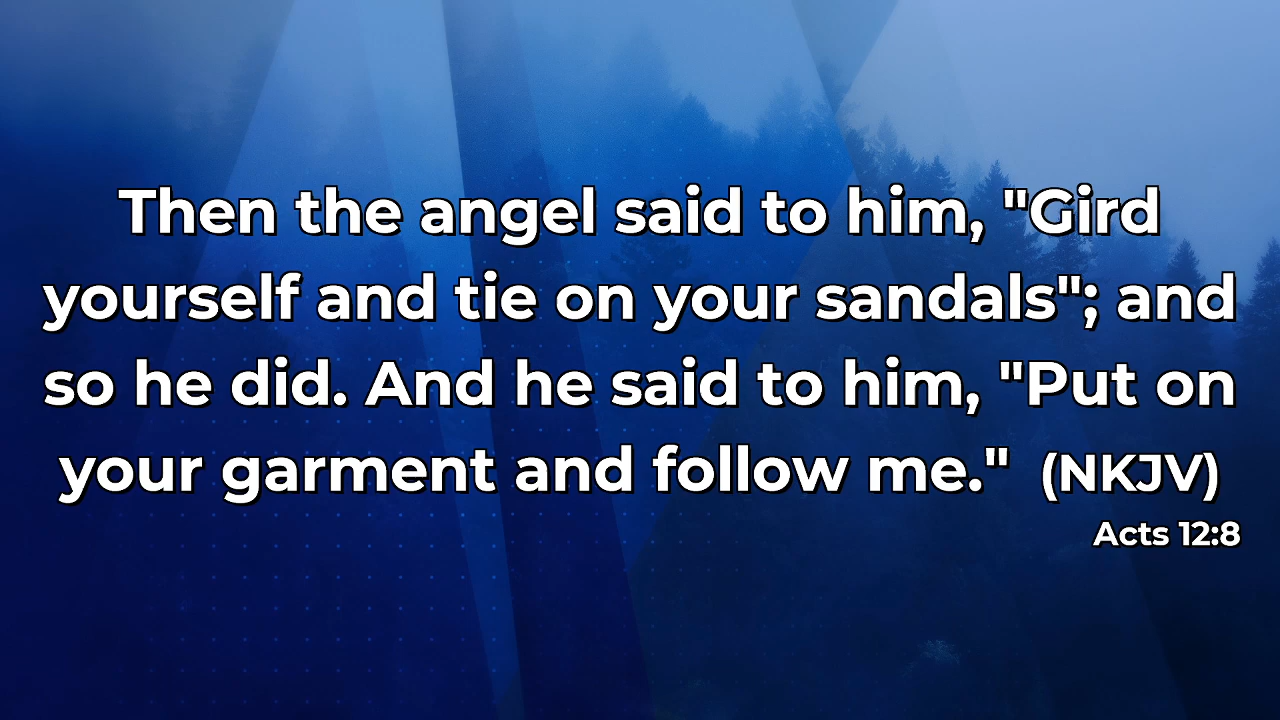 Then the angel said to him, "Gird
yourself and tie on your sandals"; and
so he did. And he said to him, "Put on
your garment and follow me." (NKJV)
Acts 12:8